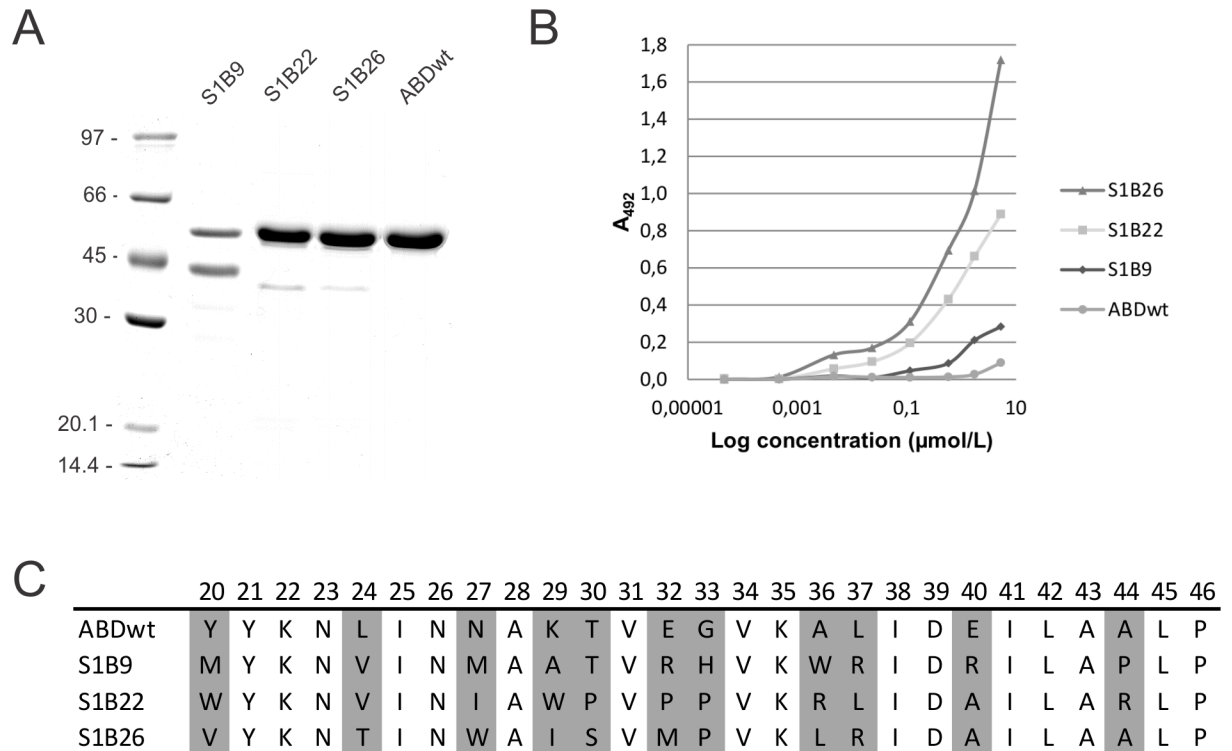 A
S1B9 S1B22 S1B26 ABDwt
97 -
66 -
45 -
30 -
20.1 -
14.4 -
B
1,8
1,6
1,4
1,2
1,0
0,8
0,6
0,4
0,2
0,0
A492
0,00001 0,001 0,1 10
Log concentration (µmol/L)
S1B26
S1B22
S1B9
ABDwt
C
20 21 22 23 24 25 26 27 28 29 30 31 32 33 34 35 36 37 38 39 40 41 42 43 44 45 46
ABDwt Y Y K N L I N N A K T V E G V K A L I D E I L A A L P
S1B9 M Y K N V I N M A A T V R H V K W R I D R I L A P L P
S1B22 W Y K N V I N I A W P V P P V K R L I D A I L A R L P
S1B26 V Y K N T I N W A I S V M P V K L R I D A I L A A L P